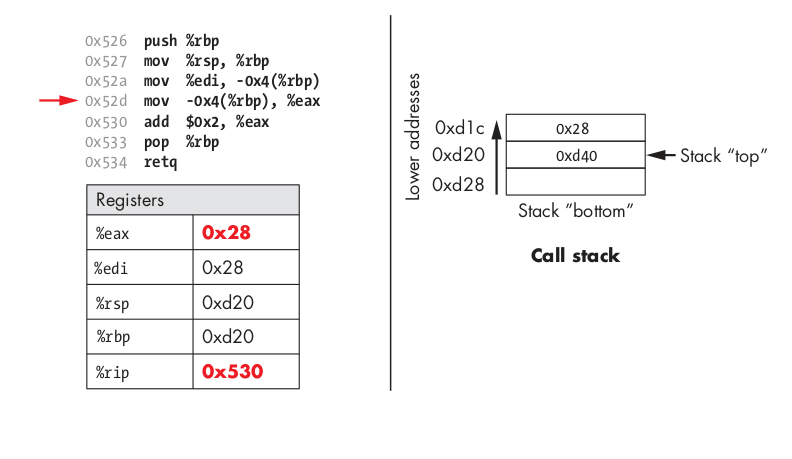 0x526 push %rbp
0x527 mov %rsp, %rbp
0x52a mov %edi, -0x4(%rbp)
0x52d mov -0x4(%rbp), %eax
0x530 add $0x2, %eax
0x533 pop %rbp
0x534 retq
Registers
%eax 0x28
%edi 0x28
%rsp 0xd20
%rbp 0xd20
%rip 0x530
Lower addresses
0xd1c 0x28
0xd20 0xd40 Stack “top”
0xd28
Stack “bottom”
Call stack